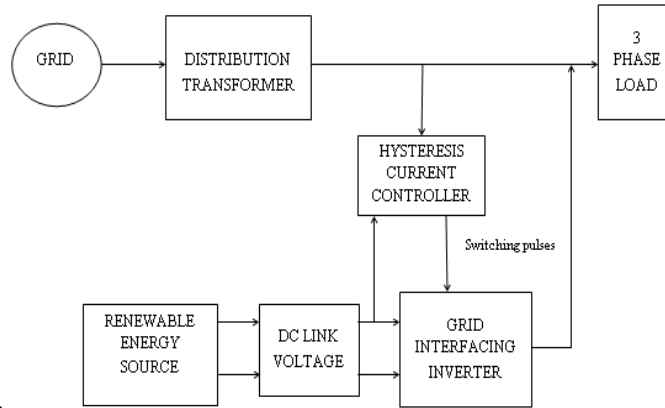 GRID
DISTRIBUTION
TRANSFORMER
3
PHASE
LOAD
HYSTERESIS
CURRENT
CONTROLLER
Switching pulses
RENEWABLE
ENERGY
SOURCE
DC LINK
VOLTAGE
GRID
INTERFACING
INVERTER